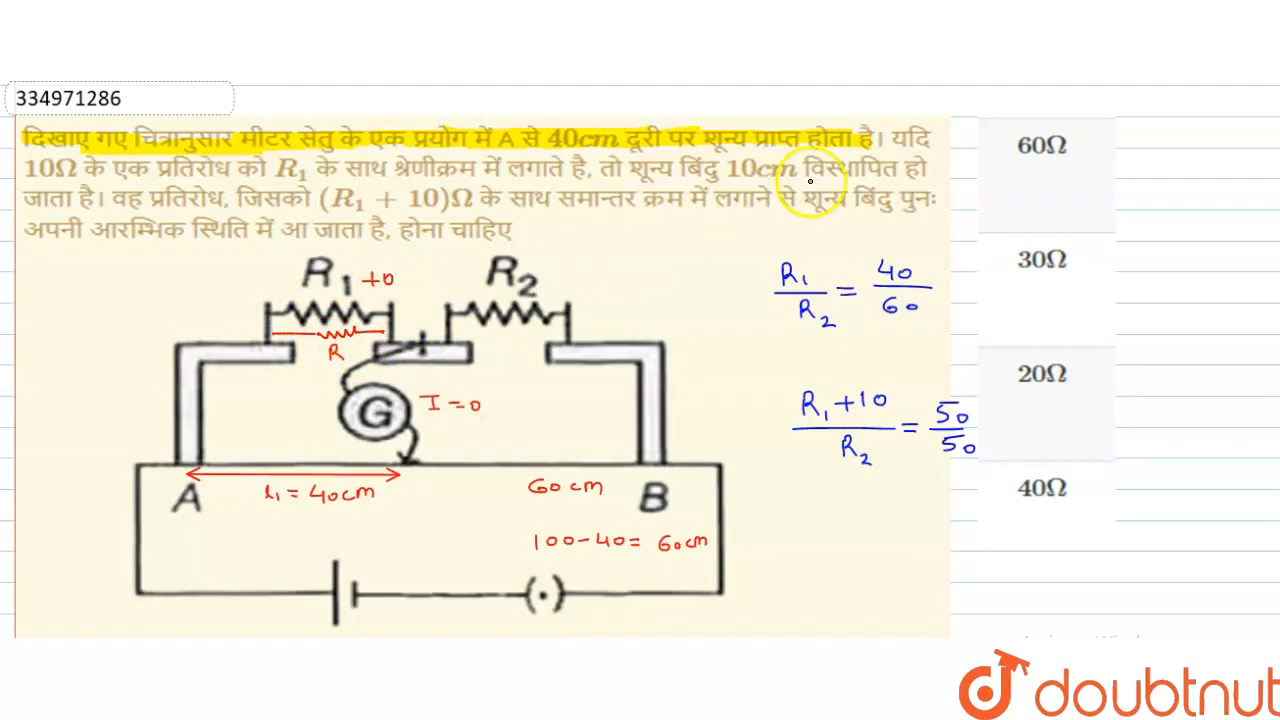 334971286
दिखाए गए चित्रानुसार मीटर सेतु के एक प्रयोग में A से 40cm दूरी पर शून्य प्राप्त होता है। यदि
10Ω के एक प्रतिरोध को R₁ के साथ श्रेणीक्रम में लगाते है, तो शून्य बिंदु 10cm विस्थापित हो
जाता है। वह प्रतिरोध, जिसको (R₁ + 10)Ω के साथ समान्तर क्रम में लगाने से शून्य बिंदु पुनः
अपनी आरम्भिक स्थिति में आ जाता है, होना चाहिए
60Ω
30Ω
20Ω
40Ω
R₁ +0
R₂
R
G
I=0
A
l₁ = 40cm
60 cm
B
100-40= 60cm
(·)
R₁/R₂ = 40/60
R₁+10/R₂ = 50/50
doubtnut